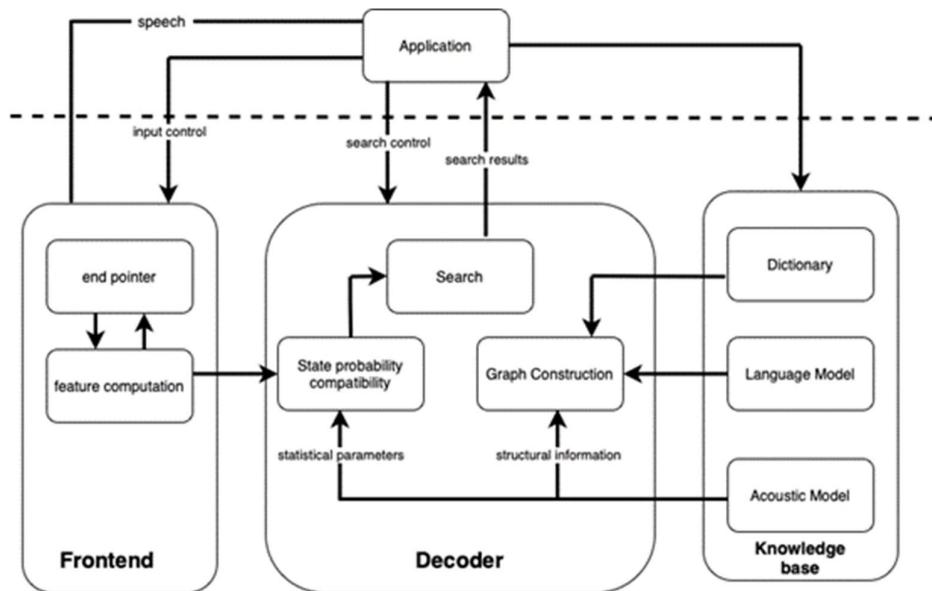 speech
Application
input control
search control
search results
end pointer
Search
Dictionary
feature computation
State probability
compatibility
Graph Construction
Language Model
statistical parameters
structural information
Acoustic Model
Frontend
Decoder
Knowledge
base